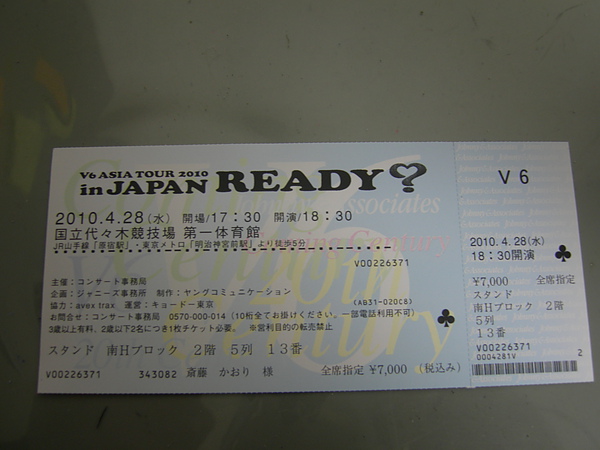 V6 ASIA TOUR 2010
in JAPAN READY?
2010.4.28(水) 開場/17:30 開演/18:30
国立代々木競技場 第一体育館
JR山手線「原宿駅」・東京メトロ「明治神宮前駅」より徒歩5分
V00226371
主催：コンサート事務局
企画：ジャニーズ事務所 制作：ヤングコミュニケーション
協力：avex trax 運営：キョードー東京 (AB31-020C8)
お問合せ：コンサート事務局 0570-000-014 (10桁全てお掛けください。一部電話利用不可)
3歳以上有料、2歳以下2名につき1枚チケット必要。 ※営利目的の転売禁止
スタンド 南Hブロック 2階 5列 13番
V00226371 343082 斎藤 かおり 様 全席指定 ¥7,000 (税込み)
V6
2010.4.28(水)
18:30開演
¥7,000 全席指定
スタンド
南Hブロック 2階
5列
13番
V00226371
0004281V 2